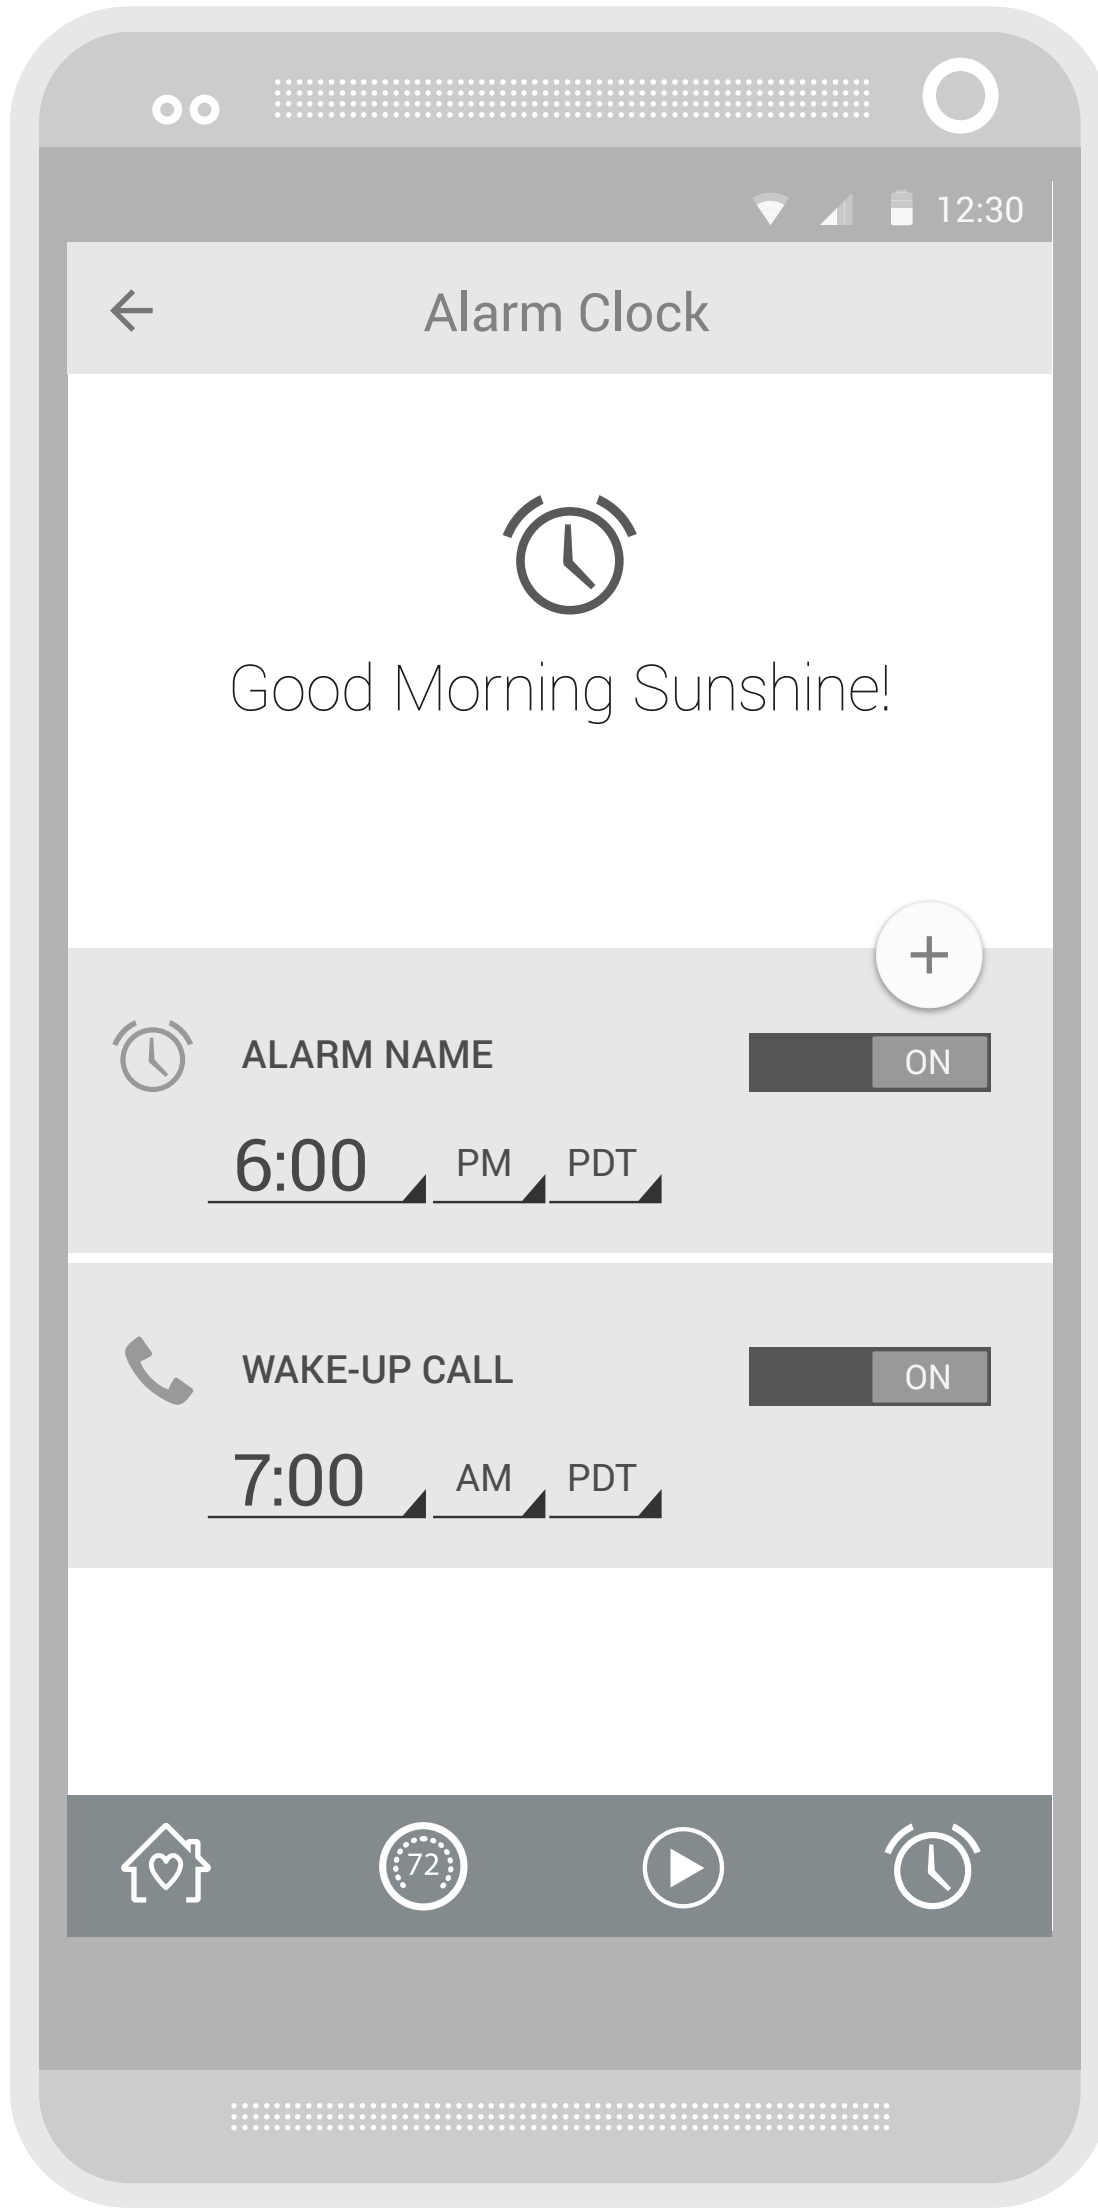 12:30
Alarm Clock
Good Morning Sunshine!
+
ALARM NAME
ON
6:00 PM PDT
WAKE-UP CALL
ON
7:00 AM PDT
72